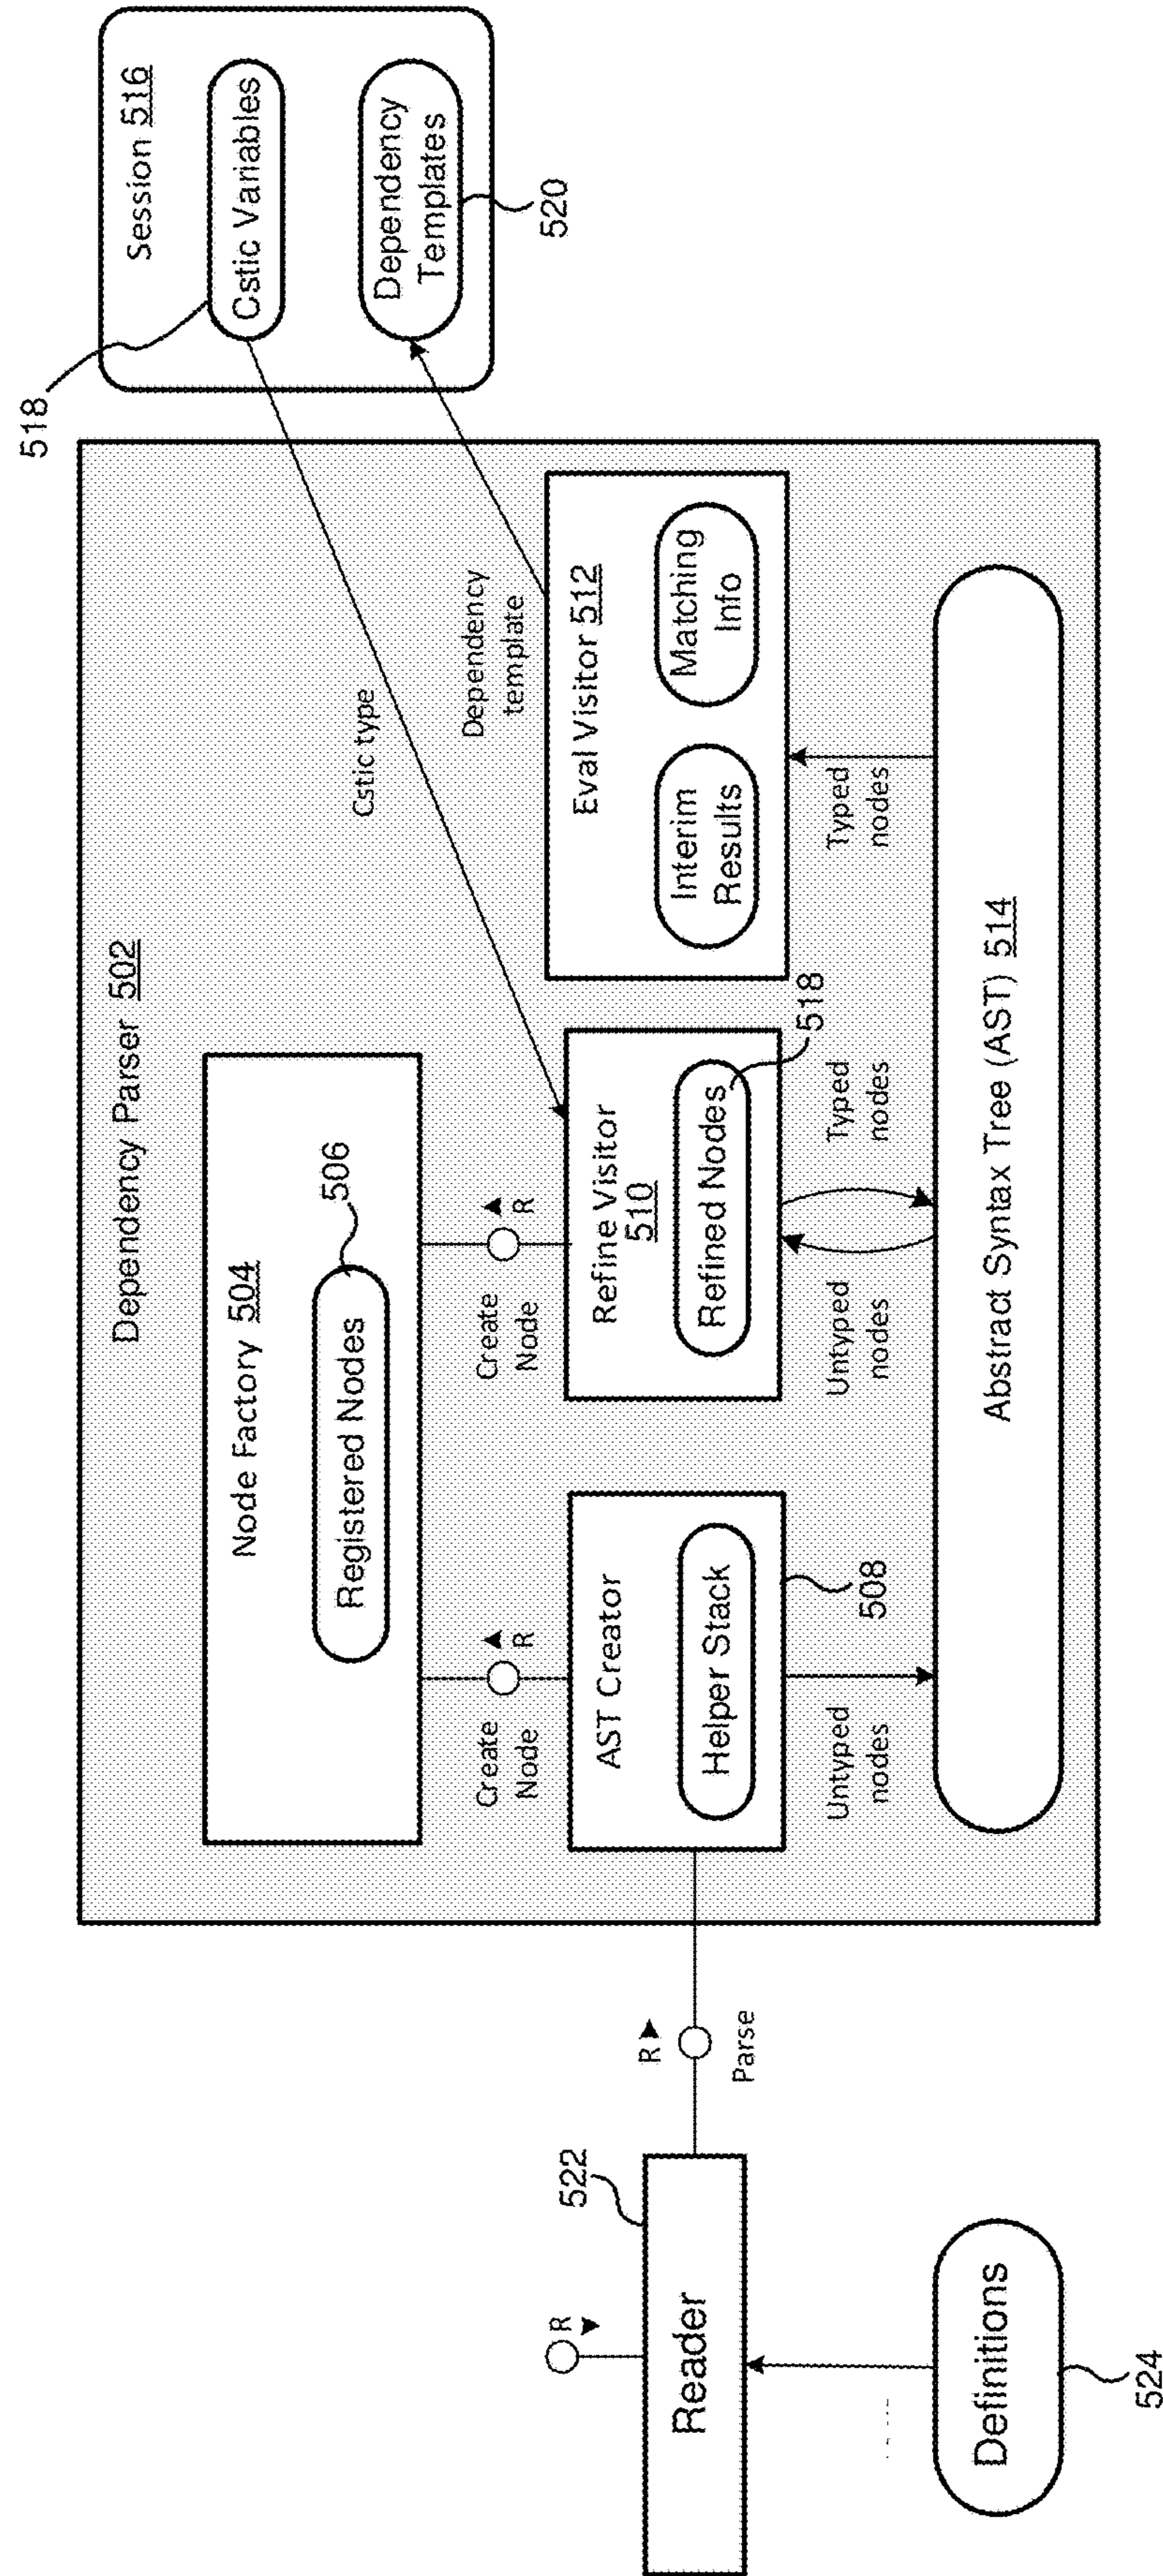 Dependency Parser 502
Node Factory 504
Registered Nodes
506
Create
Node
R
Create
Node
R
AST Creator
Helper Stack
508
Refine Visitor
510
Refined Nodes
518
Eval Visitor 512
Interim
Results
Matching
Info
Untyped
nodes
Untyped
nodes
Typed
nodes
Typed
nodes
Abstract Syntax Tree (AST) 514
Cstic type
Dependency
template
518
Session 516
Cstic Variables
Dependency
Templates
520
R
Reader
522
R
Parse
Definitions
524